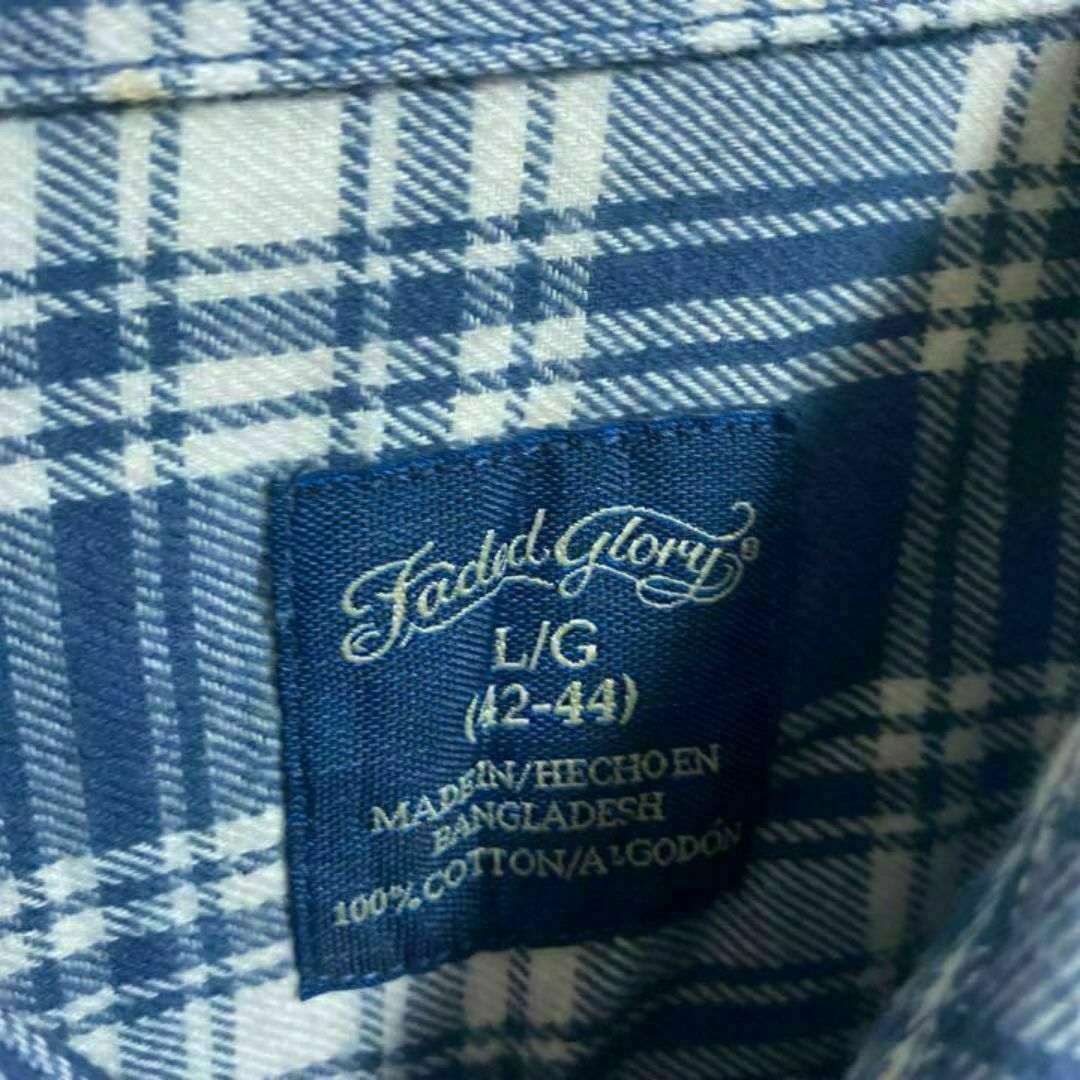 Faded Glory®
L/G
(42-44)
MADE IN/HECHO EN
BANGLADESH
100% COTTON/ALGODÓN